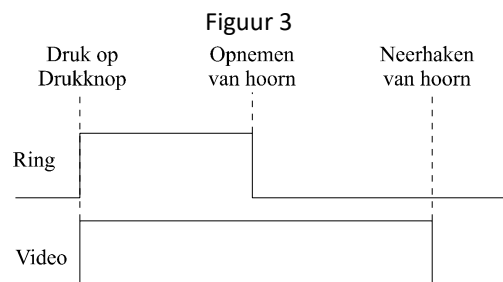 Figuur 3
Druk op
Drukknop
Opnemen
van hoorn
Neerhaken
van hoorn
Ring
Video